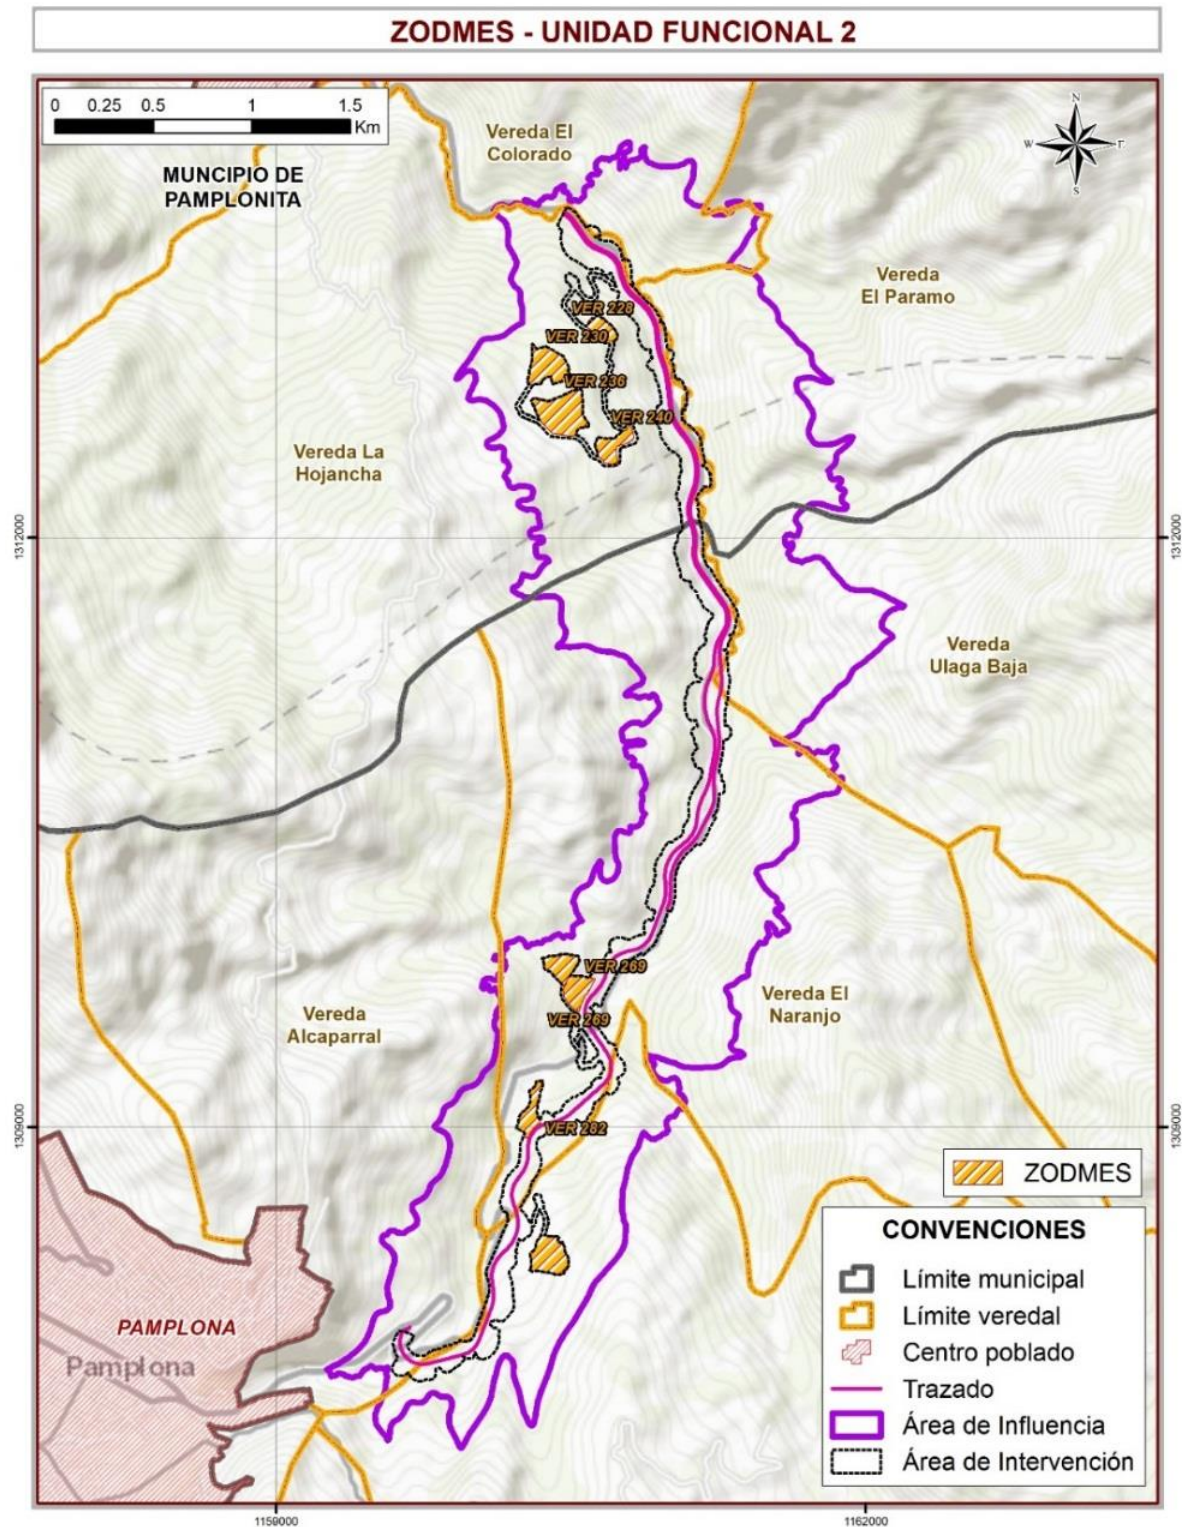 ZODMES - UNIDAD FUNCIONAL 2
0 0.25 0.5 1 1.5
Km
MUNCIPIO DE
PAMPLONITA
Vereda El
Colorado
N
W
S
Vereda
El Paramo
VER 228
VER 230
VER 236
VER 240
Vereda La
Hojancha
1312000
1312000
Vereda
Ulaga Baja
VER 269
VER 269
Vereda El
Naranjo
Vereda
Alcaparral
1309000
1309000
VER 282
ZODMES
CONVENCIONES
Límite municipal
Límite veredal
Centro poblado
Trazado
Área de Influencia
Área de Intervención
PAMPLONA
Pamplona
1159000
1162000